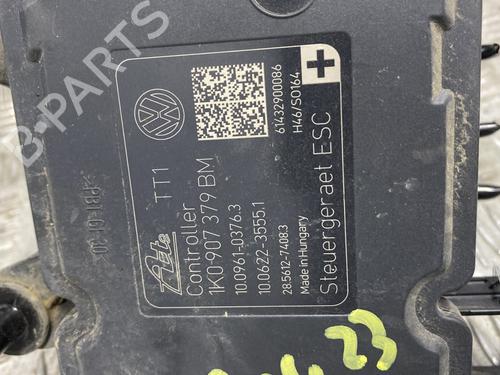 Ate TT1
Controller
1K0 907 379 BM
10.0961-0376.3
10.0622-3555.1
28.5612-7408.3
Made in Hungary
Steuergeraet ESC
61432900086
H46/S0164